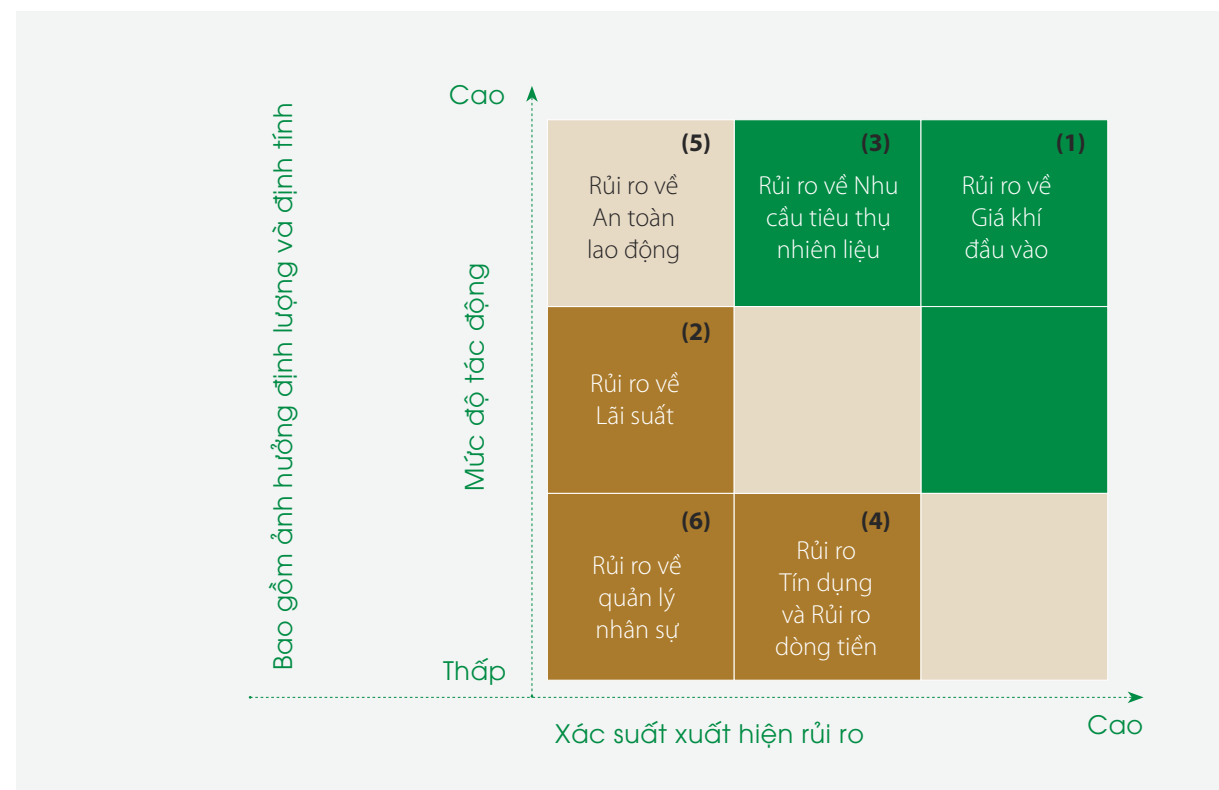 Bao gồm ảnh hưởng định lượng và định tính
Mức độ tác động
Cao
(5)
Rủi ro về
An toàn
lao động
(3)
Rủi ro về Nhu
cầu tiêu thụ
nhiên liệu
(1)
Rủi ro về
Giá khí
đầu vào
(2)
Rủi ro về
Lãi suất
(6)
Rủi ro về
quản lý
nhân sự
(4)
Rủi ro
Tín dụng
và Rủi ro
dòng tiền
Thấp
Xác suất xuất hiện rủi ro
Cao